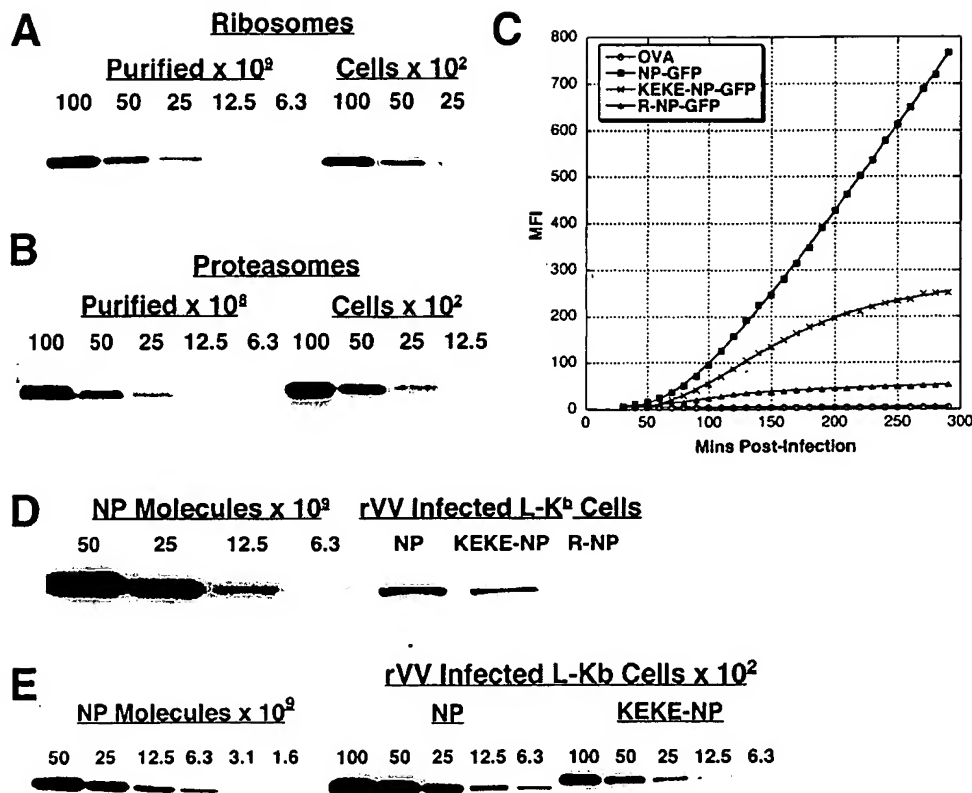 A
Ribosomes
Purified x 10⁹
Cells x 10²
100 50 25 12.5 6.3
100 50 25
B
Proteasomes
Purified x 10⁸
Cells x 10²
100 50 25 12.5 6.3
100 50 25 12.5
C
OVA
NP-GFP
KEKE-NP-GFP
R-NP-GFP
800
700
600
500
400
300
200
100
0
MFI
0 50 100 150 200 250 300
Mins Post-Infection
D
NP Molecules x 10⁹
rVV Infected L-Kᵇ Cells
50 25 12.5 6.3
NP KEKE-NP R-NP
E
rVV Infected L-Kb Cells x 10²
NP Molecules x 10⁹
NP
KEKE-NP
50 25 12.5 6.3 3.1 1.6
100 50 25 12.5 6.3
100 50 25 12.5 6.3